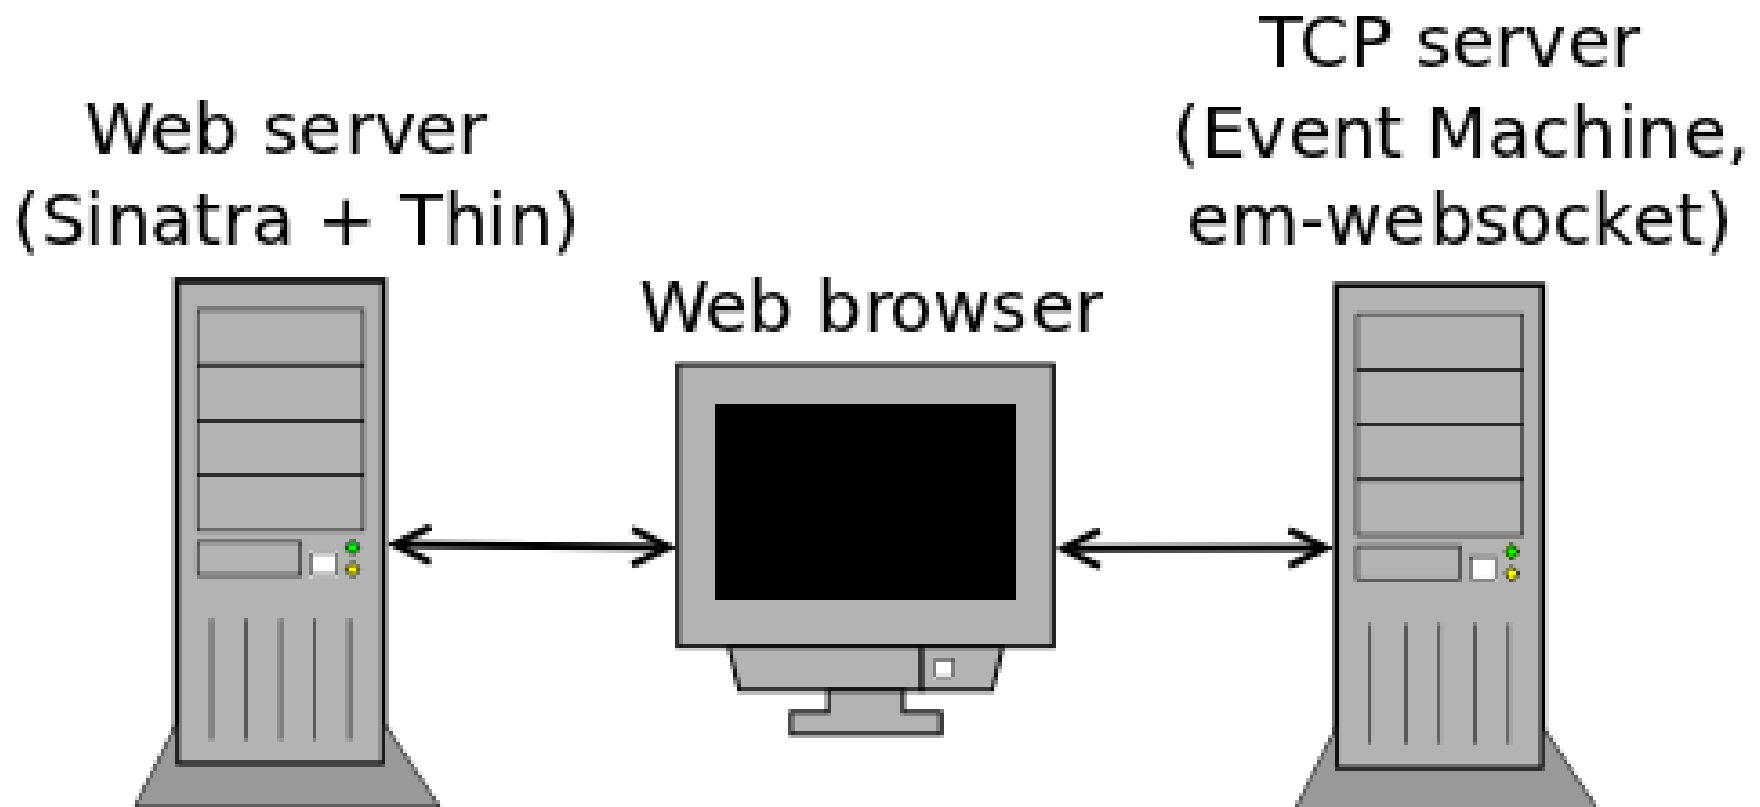 Web server
(Sinatra + Thin)
Web browser
TCP server
(Event Machine,
em-websocket)